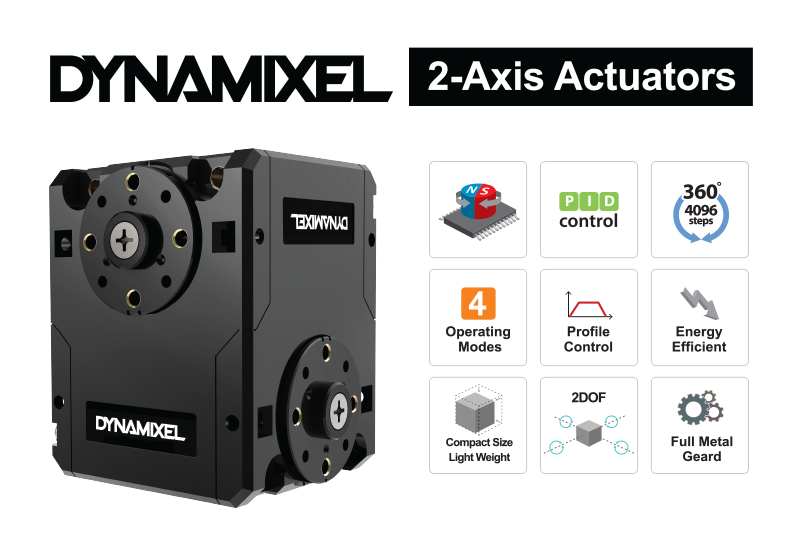 DYNAMIXEL 2-Axis Actuators
DYNAMIXEL
DYNAMIXEL
N S
PID
control
360°
4096
steps
4
Operating
Modes
Profile
Control
Energy
Efficient
Compact Size
Light Weight
2DOF
Full Metal
Geard